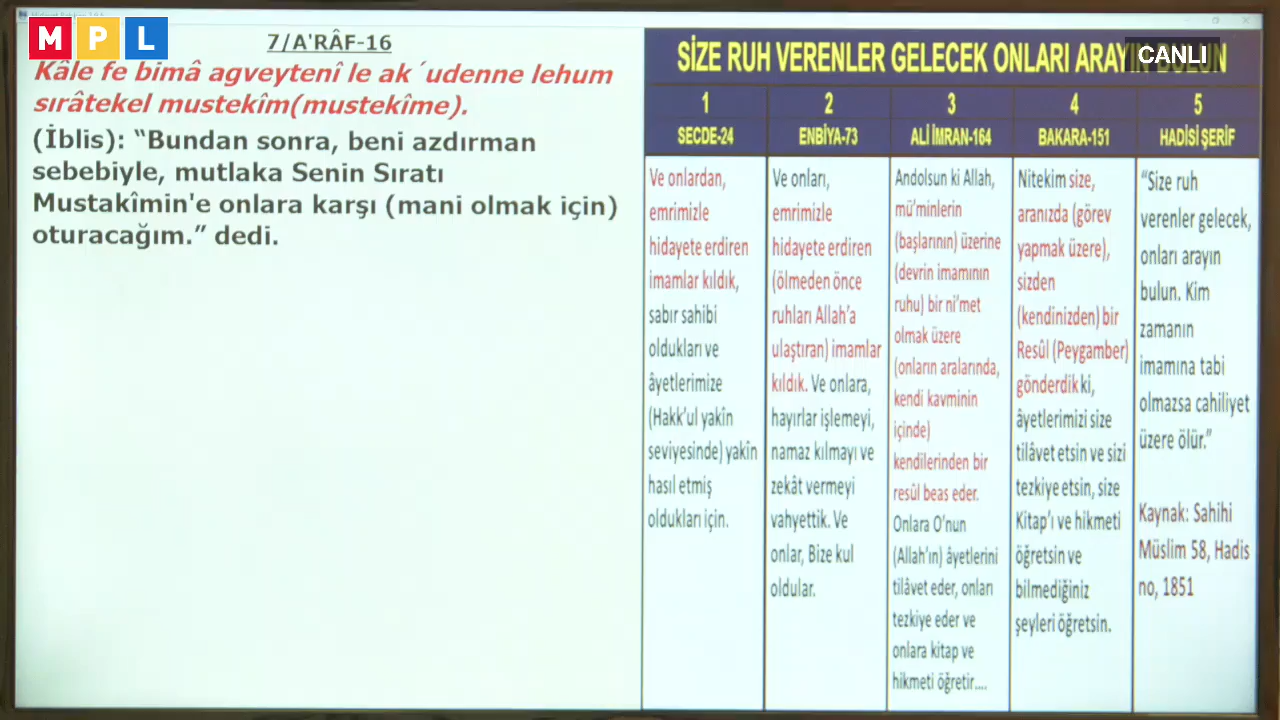 MPL
CANLI
7/A'RÂF-16
Kâle fe bimâ agveytenî le ak´udenne lehum
sırâtekel mustekîm(mustekîme).
(İblis): “Bundan sonra, beni azdırman
sebebiyle, mutlaka Senin Sıratı
Mustakîmin'e onlara karşı (mani olmak için)
oturacağım.” dedi.
SİZE RUH VERENLER GELECEK ONLARI
1
SECDE-24
Ve onlardan,
emrimizle
hidayete erdiren
imamlar kıldık,
sabır sahibi
oldukları ve
âyetlerimize
(Hakk’ul yakîn
seviyesinde) yakîn
hasıl etmiş
oldukları için.
2
ENBİYA-73
Ve onları,
emrimizle
hidayete erdiren
(ölmeden önce
ruhları Allah’a
ulaştıran) imamlar
kıldık. Ve onlara,
hayırlar işlemeyi,
namaz kılmayı ve
zekât vermeyi
vahyettik. Ve
onlar, Bize kul
oldular.
3
ALİ İMRAN-164
Andolsun ki Allah,
mü’minlerin
(başlarının) üzerine
(devrin imamının
ruhu) bir ni’met
olmak üzere
(onların aralarında,
kendi kavminin
içinde)
kendilerinden bir
resûl beas eder.
Onlara O’nun
(Allah’ın) âyetlerini
tilâvet eder, onları
tezkiye eder ve
onlara kitap ve
hikmeti öğretir....
4
BAKARA-151
Nitekim size,
aranızda (görev
yapmak üzere),
sizden
(kendinizden) bir
Resûl (Peygamber)
gönderdik ki,
âyetlerimizi size
tilâvet etsin ve sizi
tezkiye etsin, size
Kitap’ı ve hikmeti
öğretsin ve
bilmediğiniz
şeyleri öğretsin.
5
HADİSİ ŞERİF
“Size ruh
verenler gelecek,
onları arayın
bulun. Kim
zamanın
imamına tabi
olmazsa cahiliyet
üzere ölür.”
Kaynak: Sahihi
Müslim 58, Hadis
no, 1851